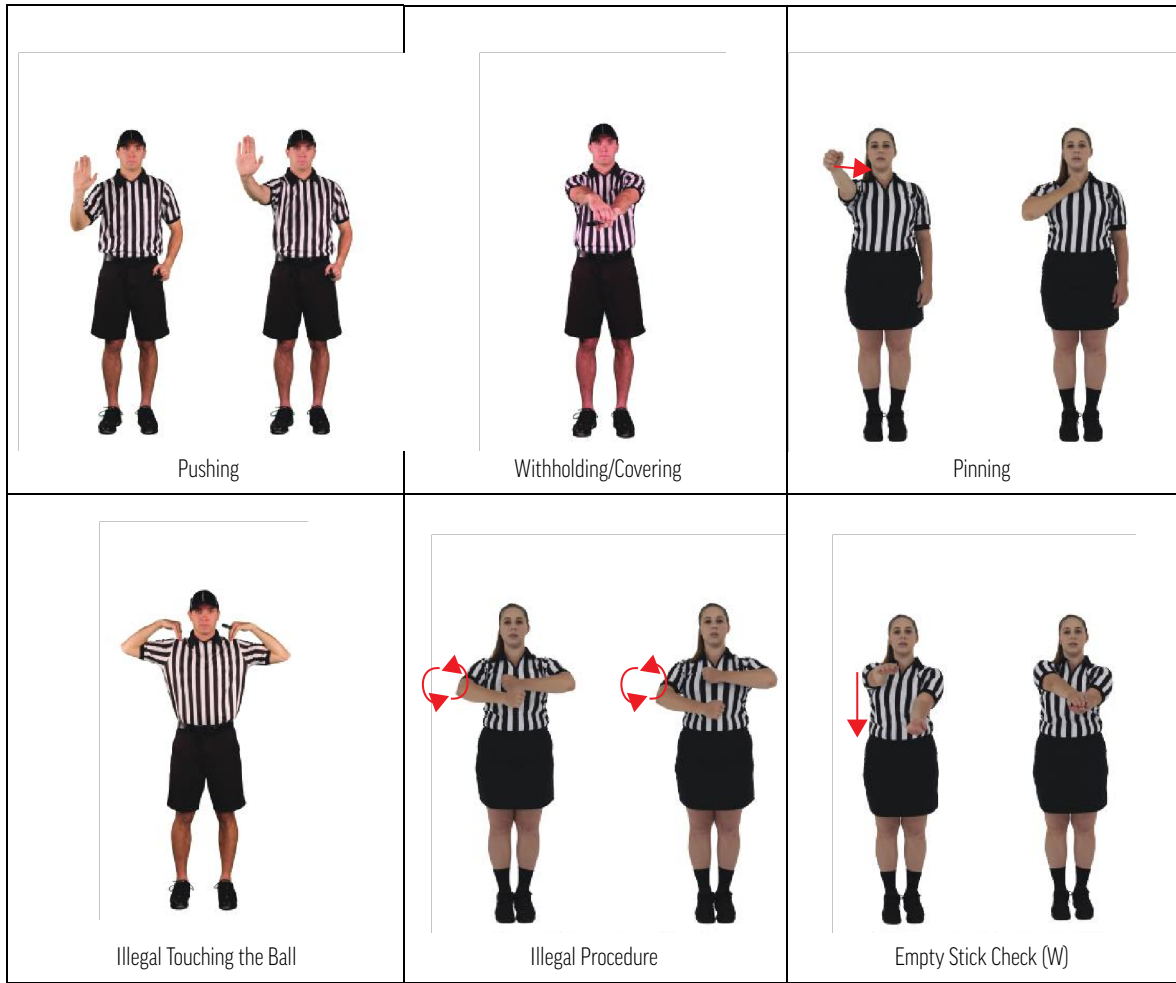 Pushing
Withholding/Covering
Pinning
Illegal Touching the Ball
Illegal Procedure
Empty Stick Check (W)